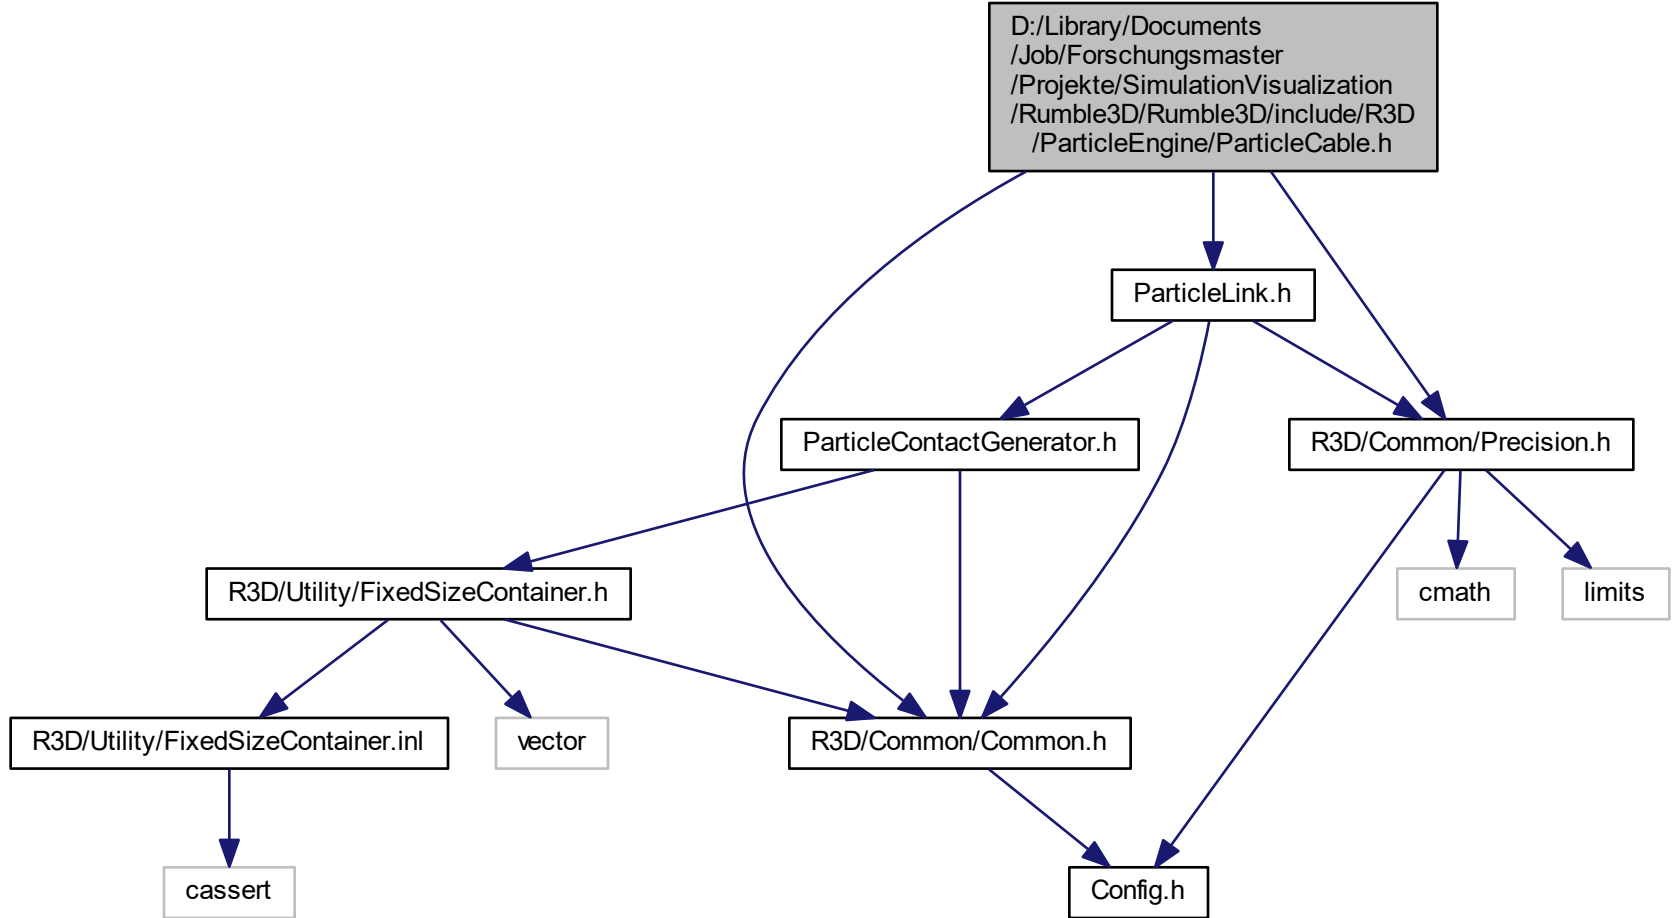 D:/Library/Documents
/Job/Forschungsmaster
/Projekte/SimulationVisualization
/Rumble3D/Rumble3D/include/R3D
/ParticleEngine/ParticleCable.h
ParticleLink.h
ParticleContactGenerator.h
R3D/Common/Precision.h
R3D/Utility/FixedSizeContainer.h
cmath
limits
R3D/Utility/FixedSizeContainer.inl
vector
R3D/Common/Common.h
cassert
Config.h